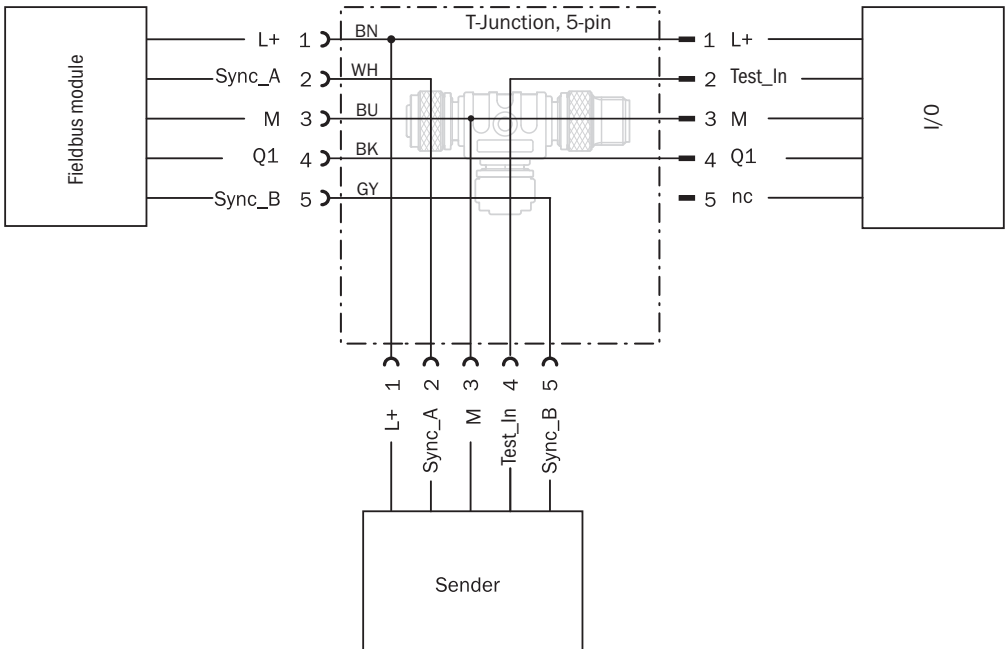 T-Junction, 5-pin
Fieldbus module
L+ 1 BN 1 L+
Sync_A 2 WH 2 Test_In
M 3 BU 3 M
Q1 4 BK 4 Q1
Sync_B 5 GY 5 nc
I/O
1 2 3 4 5
L+ Sync_A M Test_In Sync_B
Sender